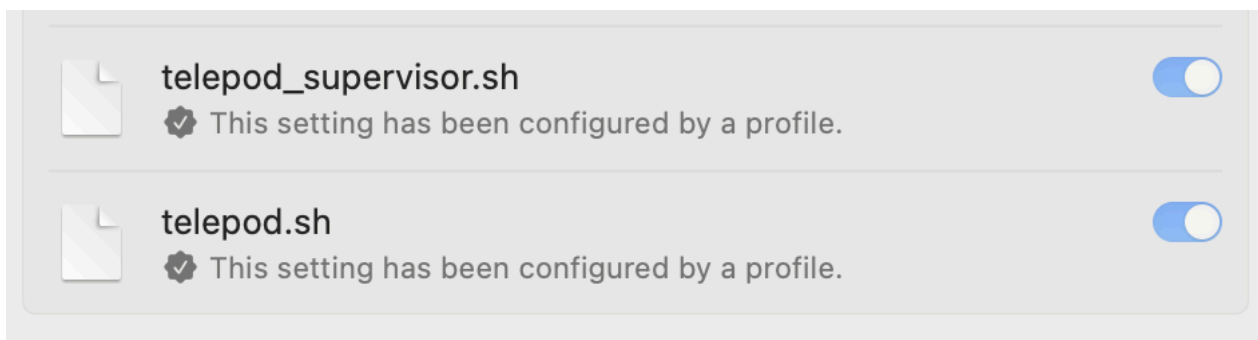 telepod_supervisor.sh
This setting has been configured by a profile.
telepod.sh
This setting has been configured by a profile.